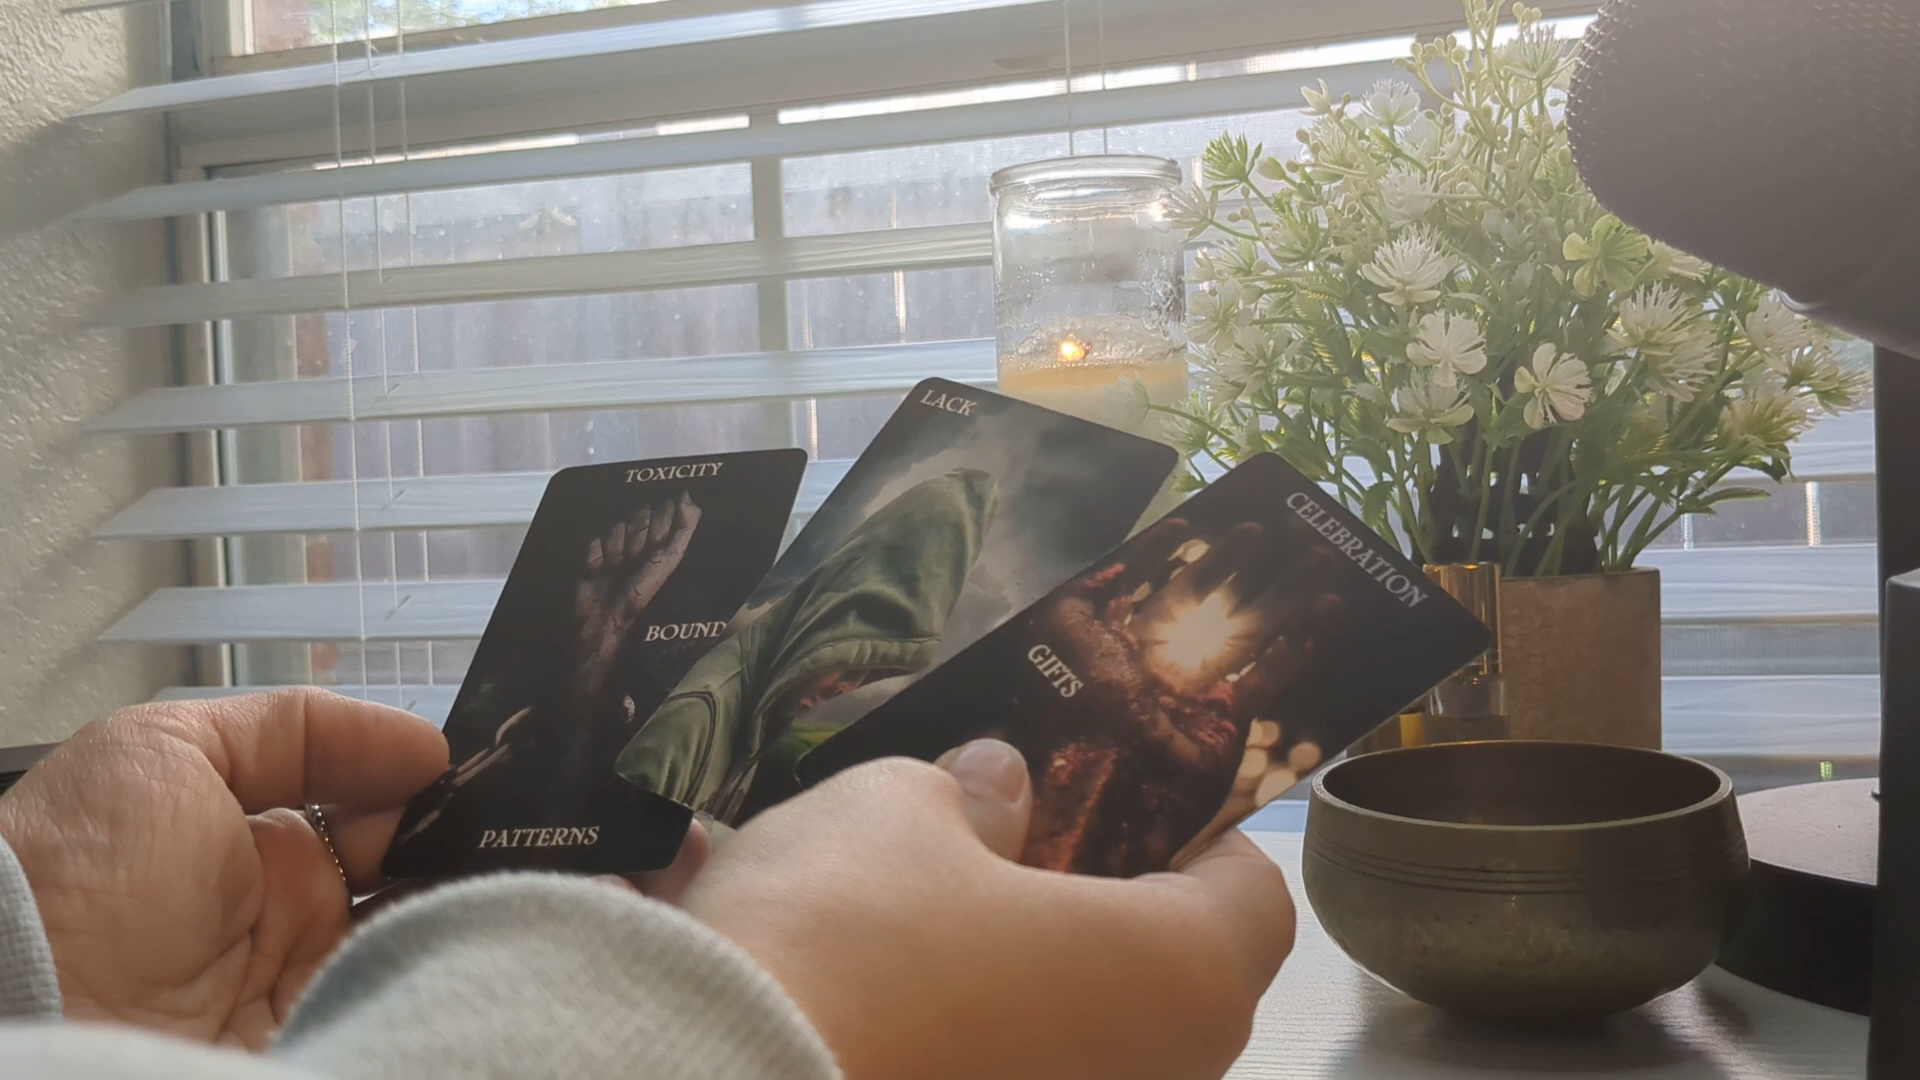 TOXICITY
BOUND
PATTERNS
LACK
CELEBRATION
GIFTS